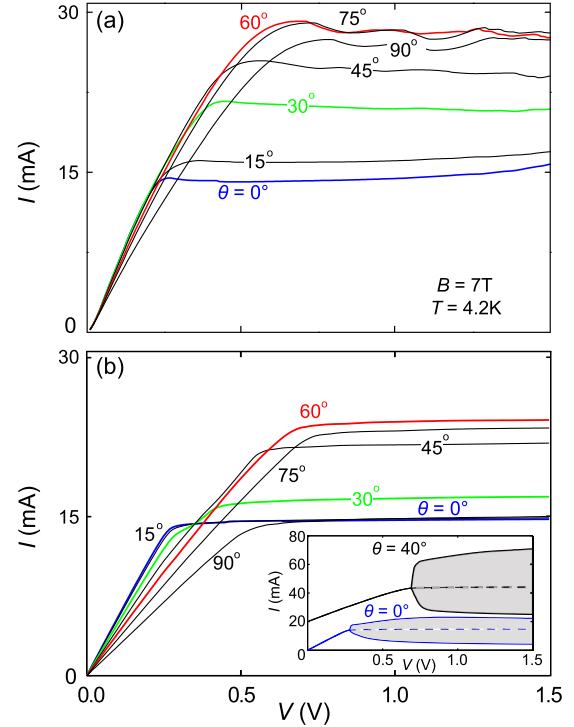 30
(a)
60°
75°
90°
45°
30°
15
15°
θ = 0°
I (mA)
B = 7T
T = 4.2K
0
30
(b)
60°
45°
75°
30°
θ = 0°
15
15°
90°
I (mA)
80
θ = 40°
60
I (mA)
40
θ = 0°
20
0
0.5
1.0
1.5
V (V)
0
0.0
0.5
1.0
1.5
V (V)